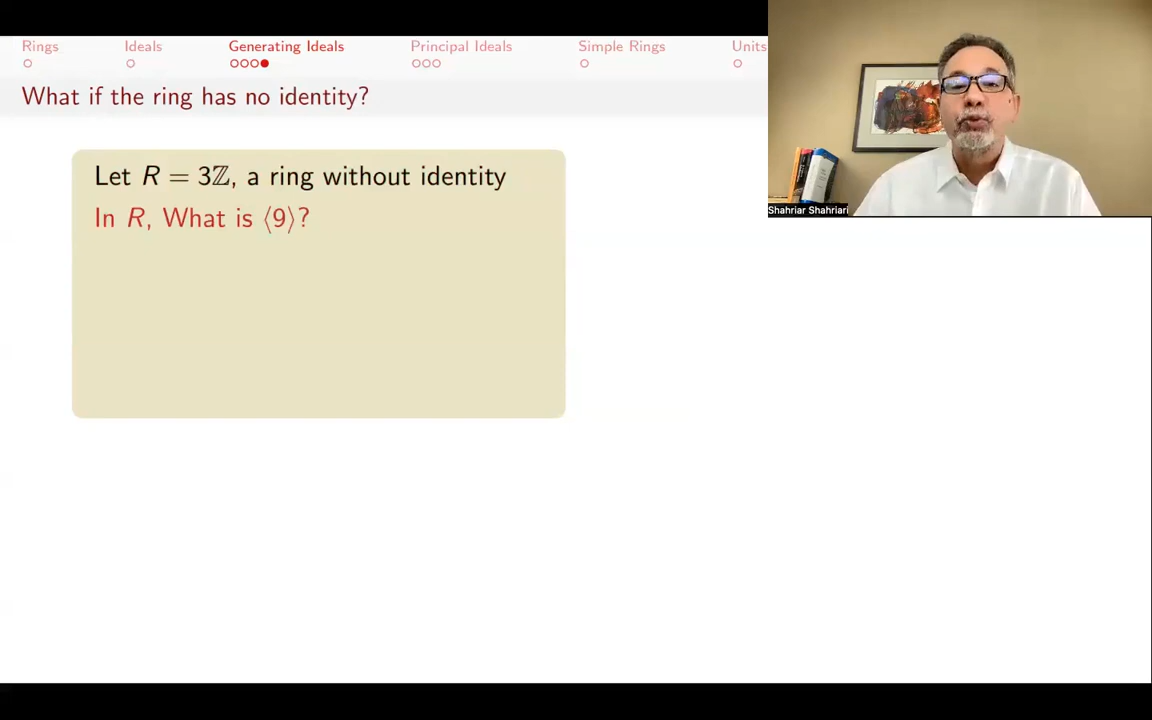 Rings Ideals Generating Ideals Principal Ideals Simple Rings Units
What if the ring has no identity?
Let R = 3ℤ, a ring without identity
In R, What is ⟨9⟩?
Shahriar Shahriari